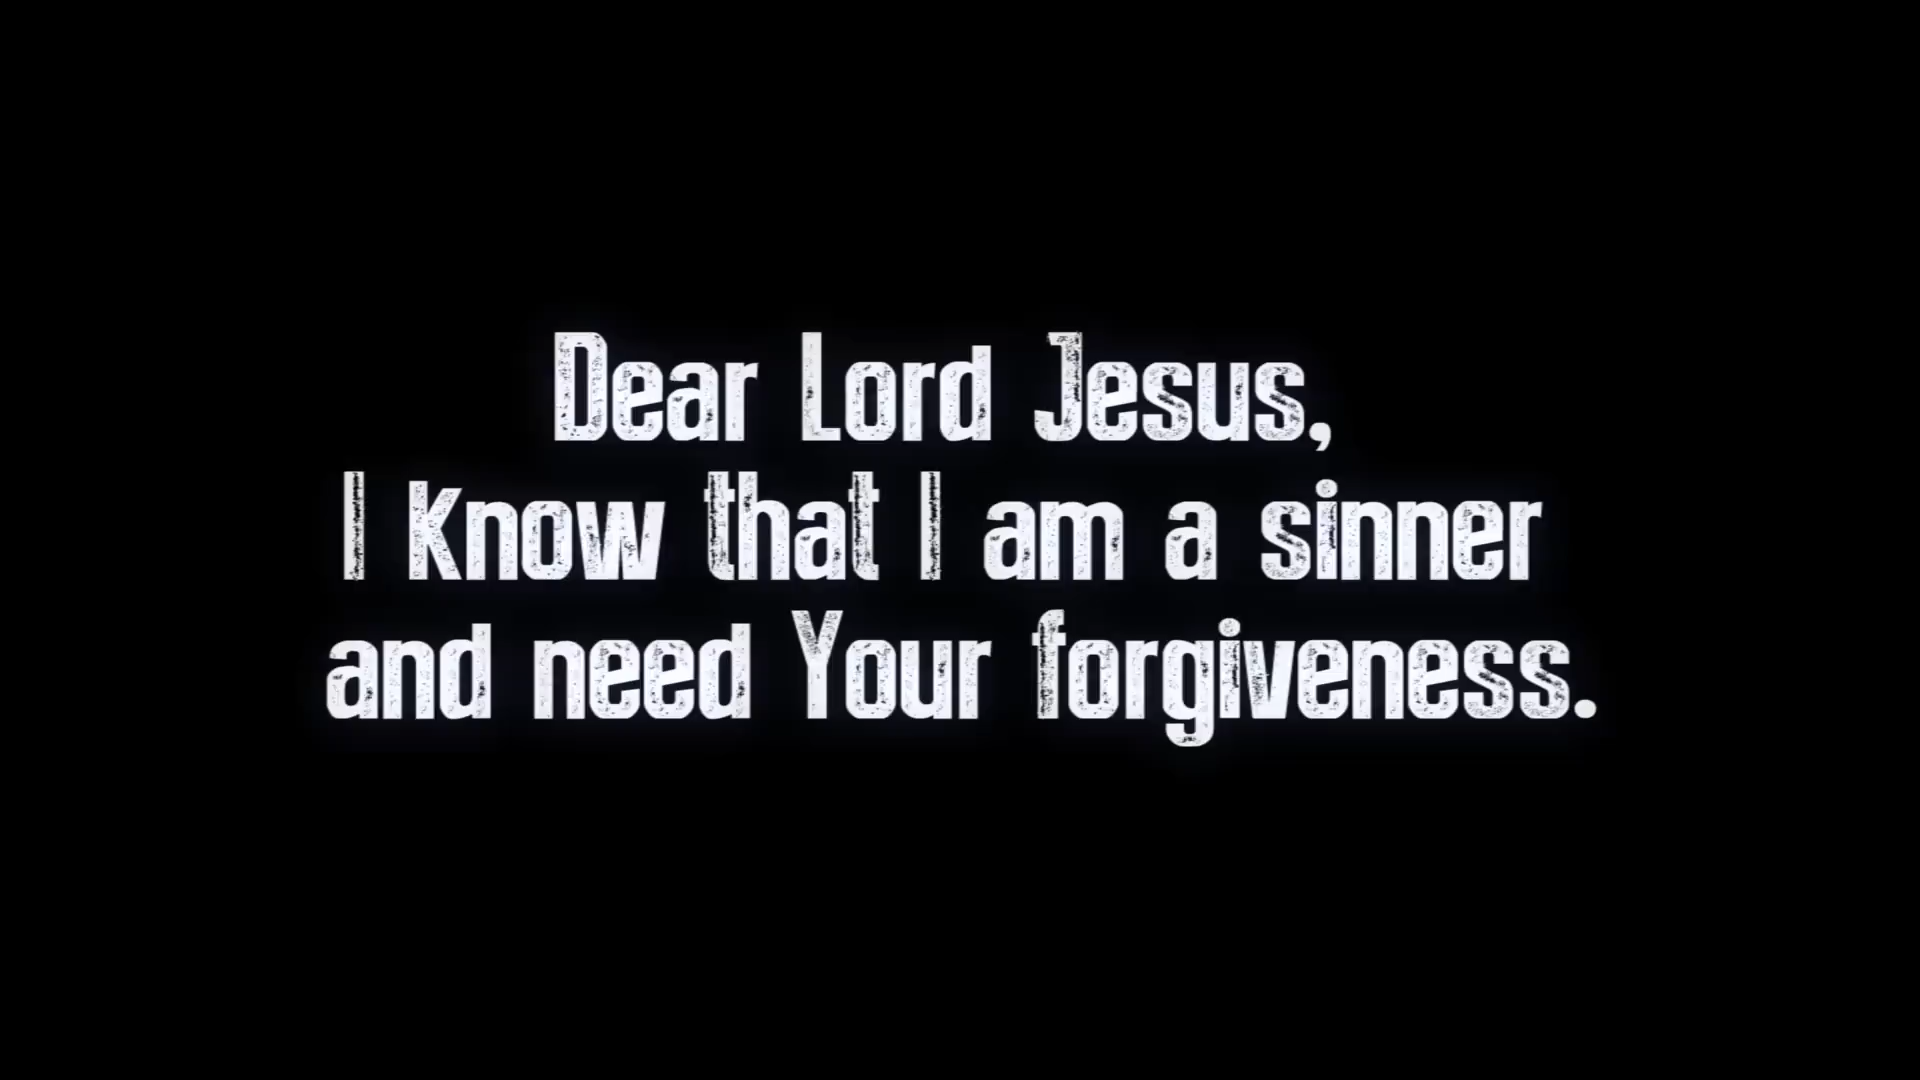 Dear Lord Jesus,
I know that I am a sinner
and need Your forgiveness.